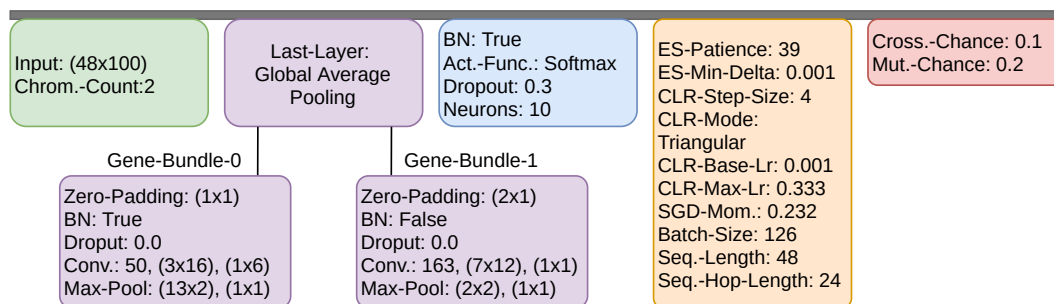 Input: (48x100)
Chrom.-Count:2
Last-Layer:
Global Average
Pooling
BN: True
Act.-Func.: Softmax
Dropout: 0.3
Neurons: 10
ES-Patience: 39
ES-Min-Delta: 0.001
CLR-Step-Size: 4
CLR-Mode:
Triangular
CLR-Base-Lr: 0.001
CLR-Max-Lr: 0.333
SGD-Mom.: 0.232
Batch-Size: 126
Seq.-Length: 48
Seq.-Hop-Length: 24
Cross.-Chance: 0.1
Mut.-Chance: 0.2
Gene-Bundle-0
Zero-Padding: (1x1)
BN: True
Droput: 0.0
Conv.: 50, (3x16), (1x6)
Max-Pool: (13x2), (1x1)
Gene-Bundle-1
Zero-Padding: (2x1)
BN: False
Droput: 0.0
Conv.: 163, (7x12), (1x1)
Max-Pool: (2x2), (1x1)